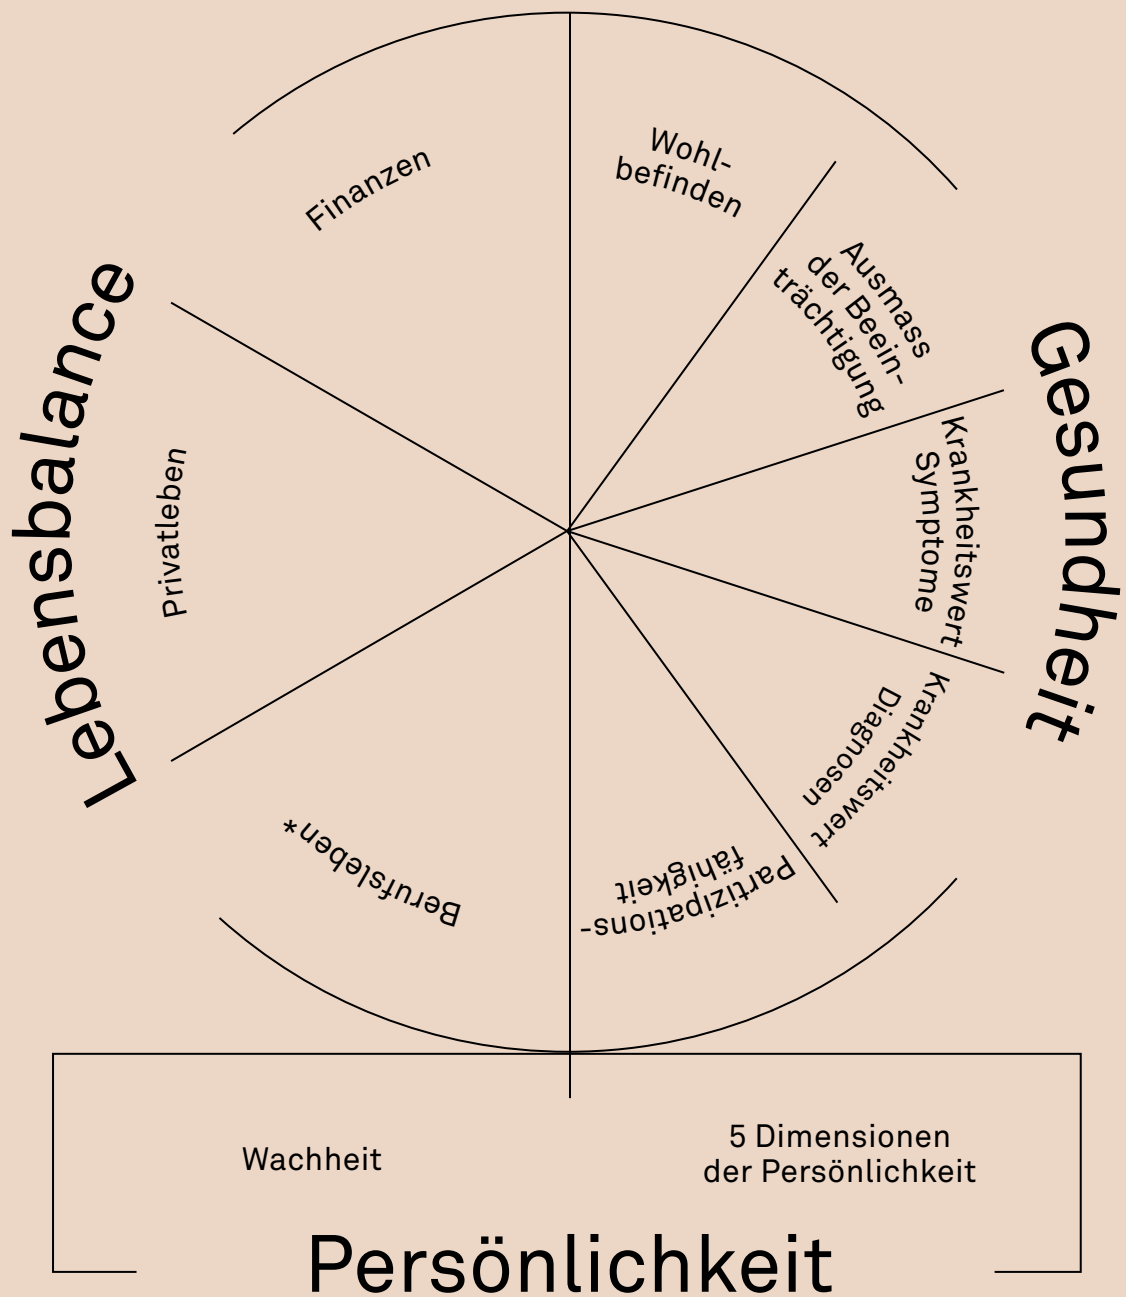 Finanzen
Wohl-
befinden
Ausmass
der Beein-
trächtigung
Lebensbalance
Gesundheit
Privatleben
Krankheitswert
Symptome
Krankheitswert
Diagnosen
Berufsleben*
Partizipations-
fähigkeit
Wachheit
5 Dimensionen
der Persönlichkeit
Persönlichkeit